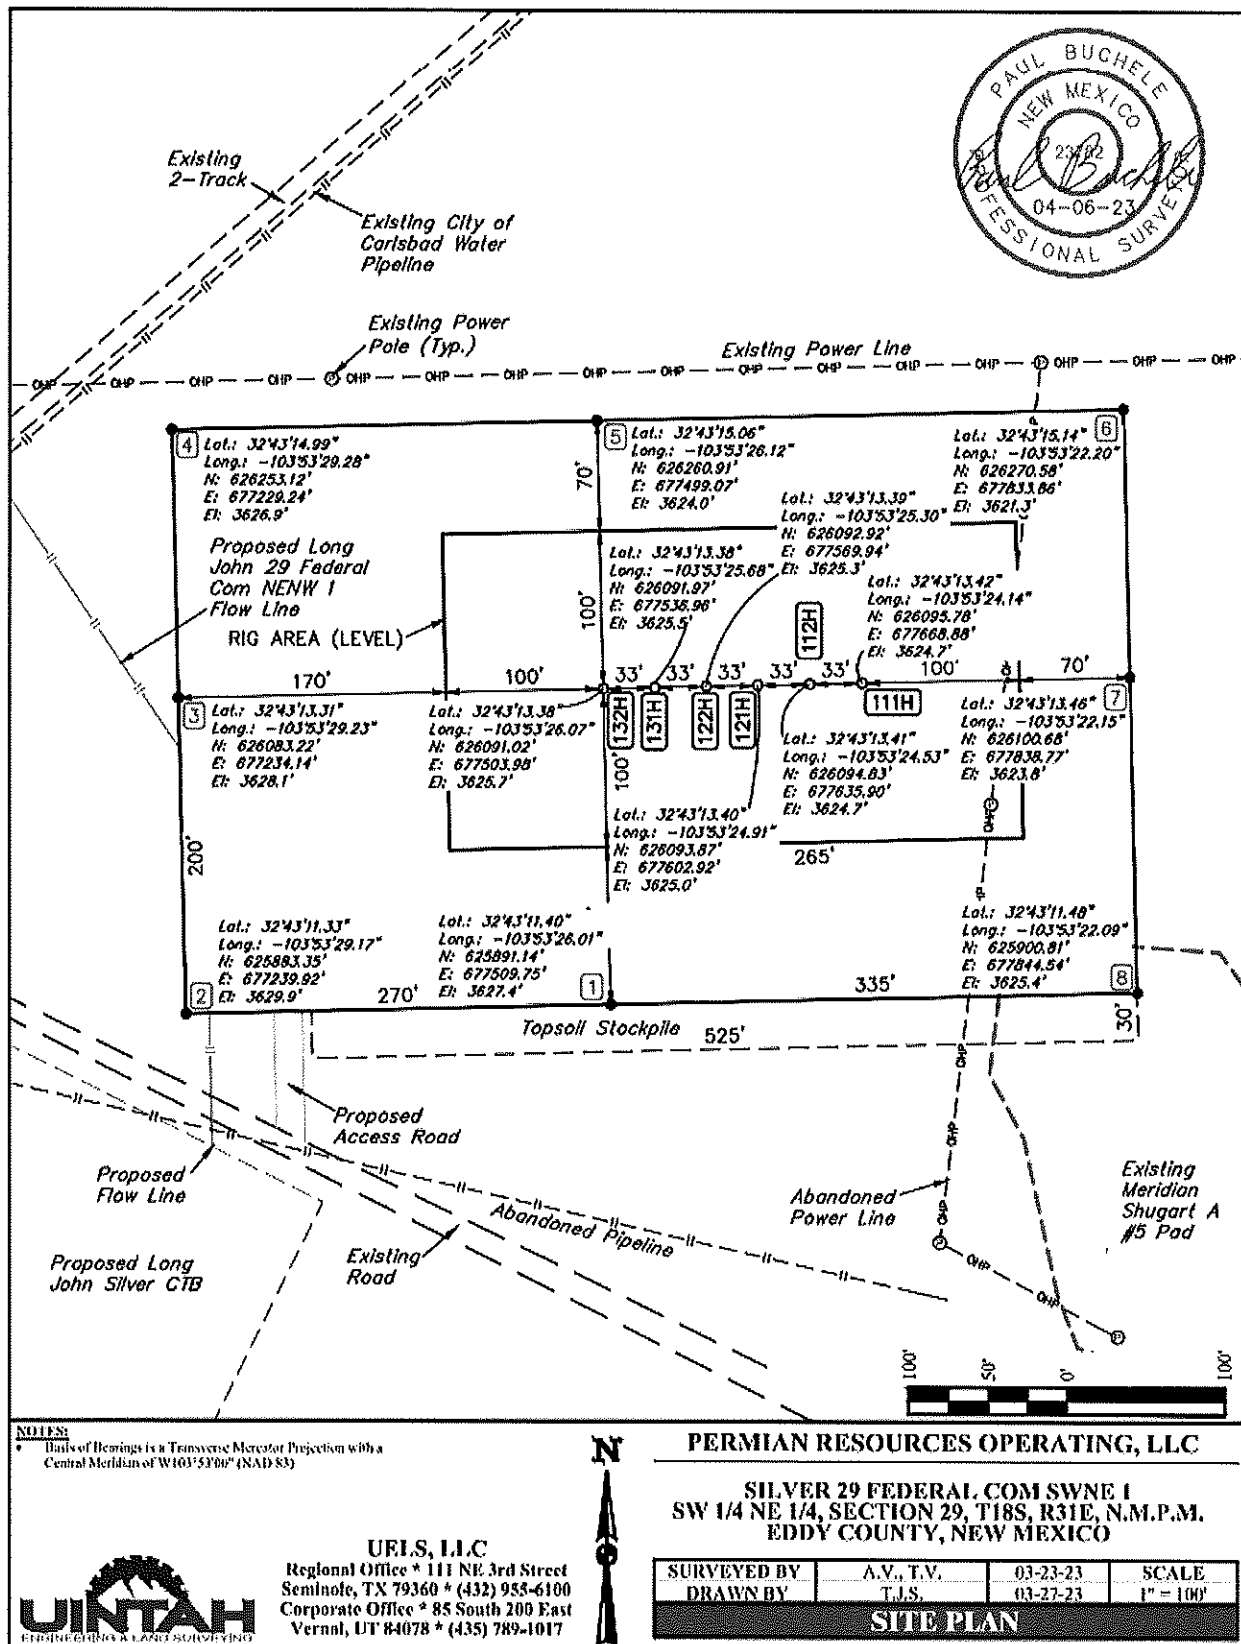 PAUL BUCHELE
NEW MEXICO
PROFESSIONAL SURVEYOR
04-06-23
Existing
2-Track
Existing City of
Carlsbad Water
Pipeline
Existing Power
Pole (Typ.)
Existing Power Line
OHP OHP OHP OHP OHP OHP OHP OHP OHP OHP OHP OHP OHP OHP OHP
4
Lat.: 32°43'14.99"
Long.: -103°53'29.28"
N: 626253.12'
E: 677229.24'
El: 3626.9'
5
Lat.: 32°43'15.06"
Long.: -103°53'26.12"
N: 626260.91'
E: 677499.07'
El: 3624.0'
6
Lat.: 32°43'15.14"
Long.: -103°53'22.20"
N: 626270.58'
E: 677833.86'
El: 3621.3'
70'
Lat.: 32°43'13.39"
Long.: -103°53'25.30"
N: 626092.92'
E: 677569.94'
El: 3625.3'
Proposed Long
John 29 Federal
Com NENW 1
Flow Line
RIG AREA (LEVEL)
Lat.: 32°43'13.38"
Long.: -103°53'25.68"
N: 626091.97'
E: 677536.96'
El: 3625.5'
Lat.: 32°43'13.42"
Long.: -103°53'24.14"
N: 626095.78'
E: 677668.88'
El: 3624.7'
100'
112H
170'
100'
33' 33' 33' 33' 33'
100'
70'
3
7
132H
131H
122H
121H
111H
Lat.: 32°43'13.31"
Long.: -103°53'29.23"
N: 626083.22'
E: 677234.14'
El: 3628.1'
Lat.: 32°43'13.38"
Long.: -103°53'26.07"
N: 626091.02'
E: 677503.98'
El: 3625.7'
100'
Lat.: 32°43'13.41"
Long.: -103°53'24.53"
N: 626094.83'
E: 677635.90'
El: 3624.7'
Lat.: 32°43'13.46"
Long.: -103°53'22.15"
N: 626100.68'
E: 677838.77'
El: 3623.8'
Lat.: 32°43'13.40"
Long.: -103°53'24.91"
N: 626093.87'
E: 677602.92'
El: 3625.0'
200'
265'
Lat.: 32°43'11.33"
Long.: -103°53'29.17"
N: 625883.35'
E: 677239.92'
El: 3629.9'
2
Lat.: 32°43'11.40"
Long.: -103°53'26.01"
N: 625891.14'
E: 677509.75'
El: 3627.4'
1
Lat.: 32°43'11.48"
Long.: -103°53'22.09"
N: 625900.81'
E: 677844.54'
El: 3625.4'
8
270'
335'
30'
Topsoil Stockpile
525'
Proposed
Access Road
Proposed
Flow Line
Abandoned Pipeline
Existing
Road
Proposed Long
John Silver CTB
Abandoned
Power Line
Existing
Meridian
Shugart A
#5 Pad
OHP OHP OHP OHP OHP OHP
100' 50' 0' 100'
NOTES:
• Basis of Bearings is a Transverse Mercator Projection with a
Central Meridian of W103°53'00" (NAD 83)
N
PERMIAN RESOURCES OPERATING, LLC
SILVER 29 FEDERAL COM SWNE 1
SW 1/4 NE 1/4, SECTION 29, T18S, R31E, N.M.P.M.
EDDY COUNTY, NEW MEXICO
UINTAH
ENGINEERING & LAND SURVEYING
UELS, LLC
Regional Office * 111 NE 3rd Street
Seminole, TX 79360 * (432) 955-6100
Corporate Office * 85 South 200 East
Vernal, UT 84078 * (435) 789-1017
SURVEYED BY A.V., T.V. 03-23-23 SCALE
DRAWN BY T.J.S. 03-27-23 1" = 100'
SITE PLAN